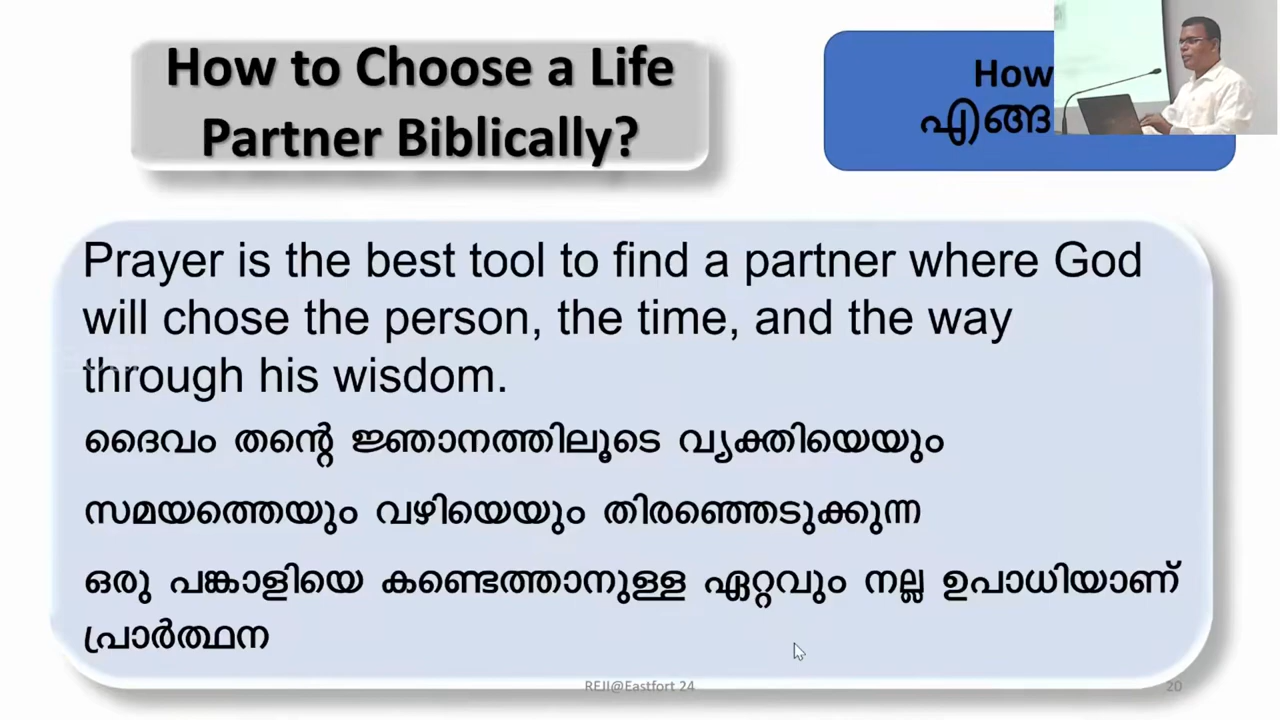 How to Choose a Life
Partner Biblically?
How
എങ്ങ
Prayer is the best tool to find a partner where God
will chose the person, the time, and the way
through his wisdom.
ദൈവം തന്റെ ജ്ഞാനത്തിലൂടെ വ്യക്തിയെയും
സമയത്തെയും വഴിയെയും തിരഞ്ഞെടുക്കുന്ന
ഒരു പങ്കാളിയെ കണ്ടെത്താനുള്ള ഏറ്റവും നല്ല ഉപാധിയാണ്
പ്രാർത്ഥന
REJI@Eastfort 24
20